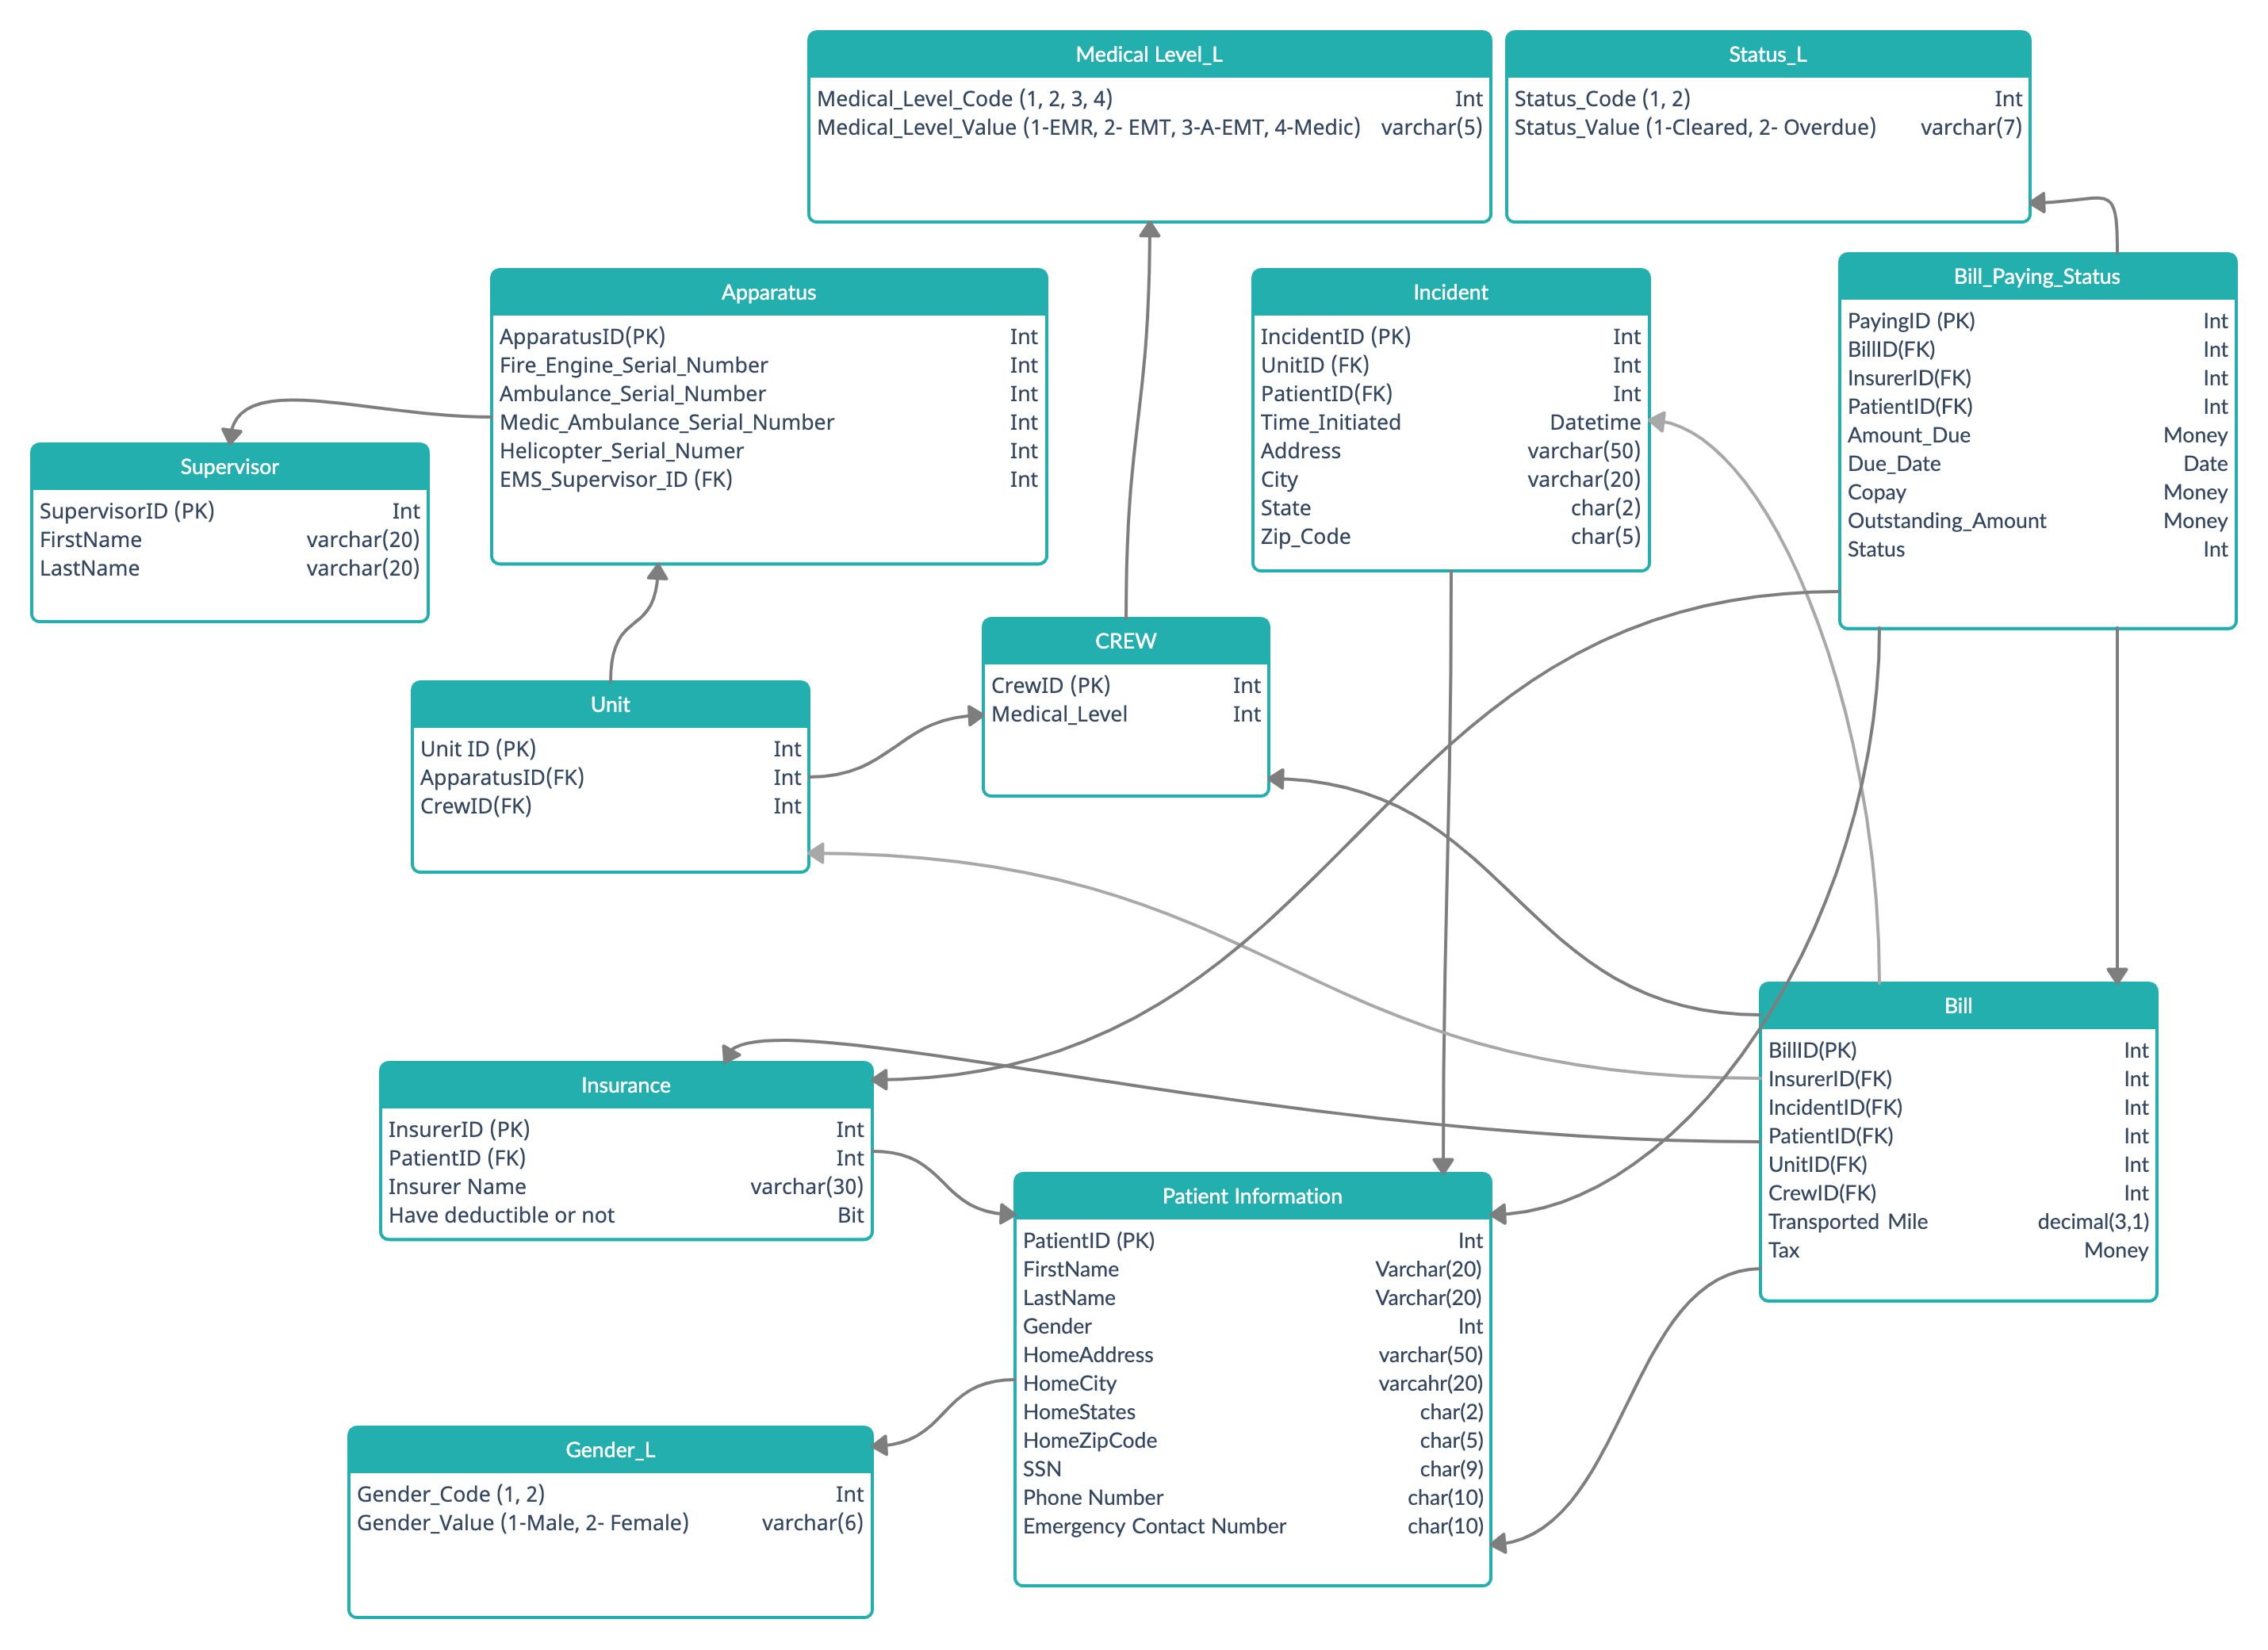 Medical Level_L
Medical_Level_Code (1, 2, 3, 4) Int
Medical_Level_Value (1-EMR, 2- EMT, 3-A-EMT, 4-Medic) varchar(5)
Status_L
Status_Code (1, 2) Int
Status_Value (1-Cleared, 2- Overdue) varchar(7)
Apparatus
ApparatusID(PK) Int
Fire_Engine_Serial_Number Int
Ambulance_Serial_Number Int
Medic_Ambulance_Serial_Number Int
Helicopter_Serial_Numer Int
EMS_Supervisor_ID (FK) Int
Incident
IncidentID (PK) Int
UnitID (FK) Int
PatientID(FK) Int
Time_Initiated Datetime
Address varchar(50)
City varchar(20)
State char(2)
Zip_Code char(5)
Bill_Paying_Status
PayingID (PK) Int
BillID(FK) Int
InsurerID(FK) Int
PatientID(FK) Int
Amount_Due Money
Due_Date Date
Copay Money
Outstanding_Amount Money
Status Int
Supervisor
SupervisorID (PK) Int
FirstName varchar(20)
LastName varchar(20)
CREW
CrewID (PK) Int
Medical_Level Int
Unit
Unit ID (PK) Int
ApparatusID(FK) Int
CrewID(FK) Int
Bill
BillID(PK) Int
InsurerID(FK) Int
IncidentID(FK) Int
PatientID(FK) Int
UnitID(FK) Int
CrewID(FK) Int
Transported Mile decimal(3,1)
Tax Money
Insurance
InsurerID (PK) Int
PatientID (FK) Int
Insurer Name varchar(30)
Have deductible or not Bit
Patient Information
PatientID (PK) Int
FirstName Varchar(20)
LastName Varchar(20)
Gender Int
HomeAddress varchar(50)
HomeCity varcahr(20)
HomeStates char(2)
HomeZipCode char(5)
SSN char(9)
Phone Number char(10)
Emergency Contact Number char(10)
Gender_L
Gender_Code (1, 2) Int
Gender_Value (1-Male, 2- Female) varchar(6)